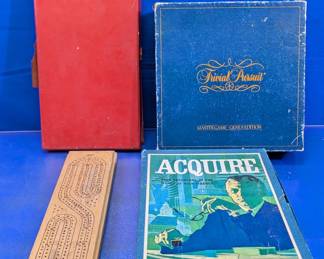 Trivial Pursuit
MASTER GAME GENUS EDITION
ACQUIRE